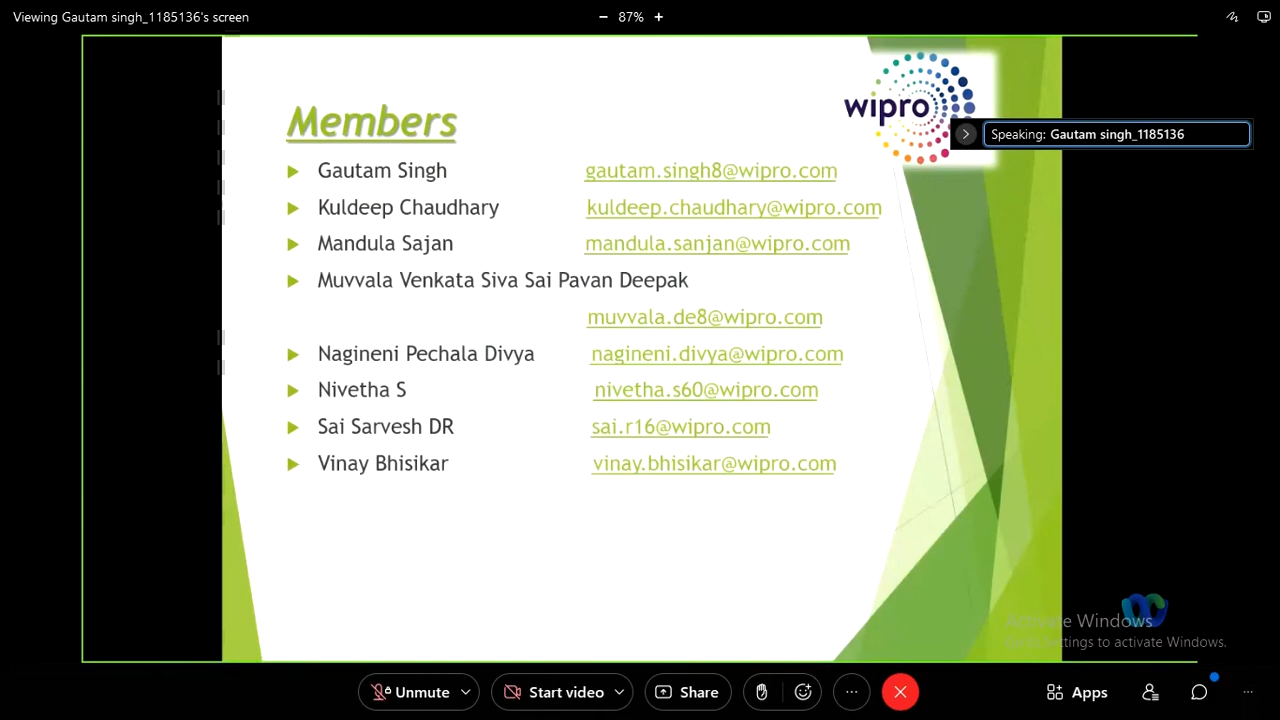 Viewing Gautam singh_1185136's screen
87%
wipro
Speaking: Gautam singh_1185136
Members
Gautam Singh gautam.singh8@wipro.com
Kuldeep Chaudhary kuldeep.chaudhary@wipro.com
Mandula Sajan mandula.sanjan@wipro.com
Muvvala Venkata Siva Sai Pavan Deepak
muvvala.de8@wipro.com
Nagineni Pechala Divya nagineni.divya@wipro.com
Nivetha S nivetha.s60@wipro.com
Sai Sarvesh DR sai.r16@wipro.com
Vinay Bhisikar vinay.bhisikar@wipro.com
Activate Windows
Go to Settings to activate Windows.
Unmute Start video Share Apps